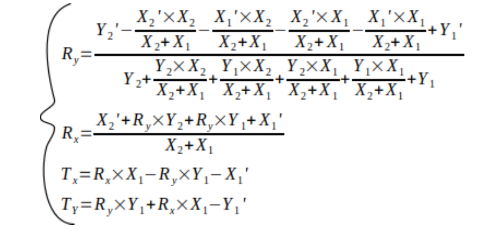 R_y = (Y_2' - (X_2'×X_2)/(X_2+X_1) - (X_1'×X_2)/(X_2+X_1) - (X_2'×X_1)/(X_2+X_1) - (X_1'×X_1)/(X_2+X_1) + Y_1') / (Y_2 + (Y_2×X_2)/(X_2+X_1) + (Y_1×X_2)/(X_2+X_1) + (Y_2×X_1)/(X_2+X_1) + (Y_1×X_1)/(X_2+X_1) + Y_1)
R_x = (X_2'+R_y×Y_2+R_y×Y_1+X_1')/(X_2+X_1)
T_x=R_x×X_1-R_y×Y_1-X_1'
T_Y=R_y×Y_1+R_x×X_1-Y_1'